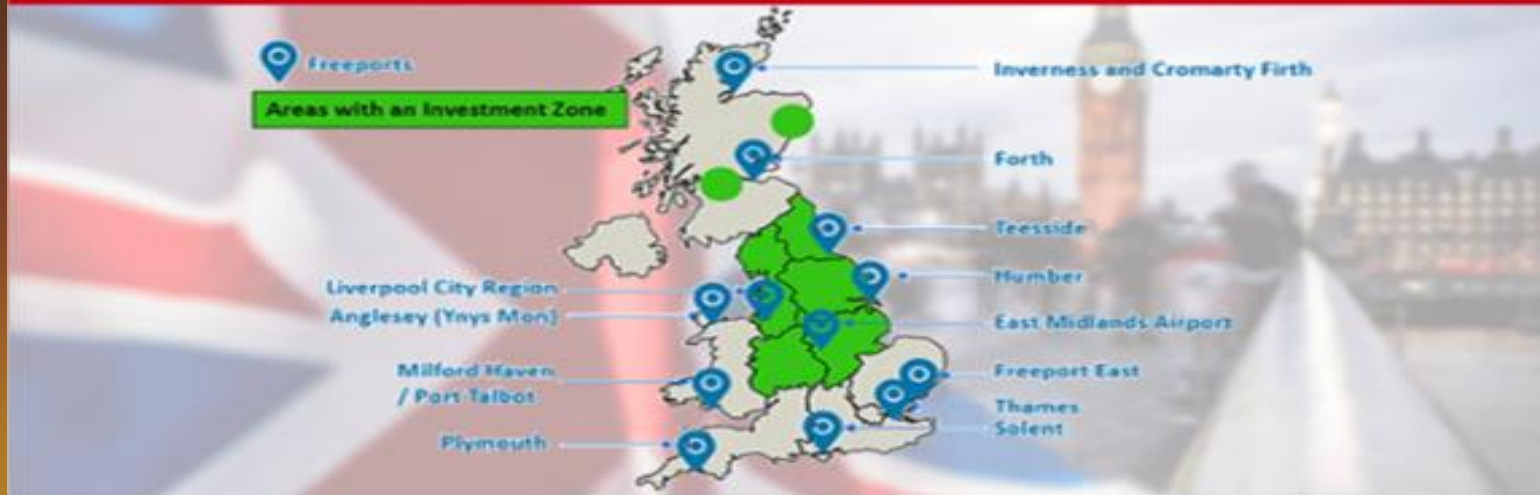 Freeports
Areas with an Investment Zone
Inverness and Cromarty Firth
Forth
Teesside
Humber
East Midlands Airport
Freeport East
Thames
Solent
Liverpool City Region
Anglesey (Ynys Mon)
Milford Haven
/ Port Talbot
Plymouth